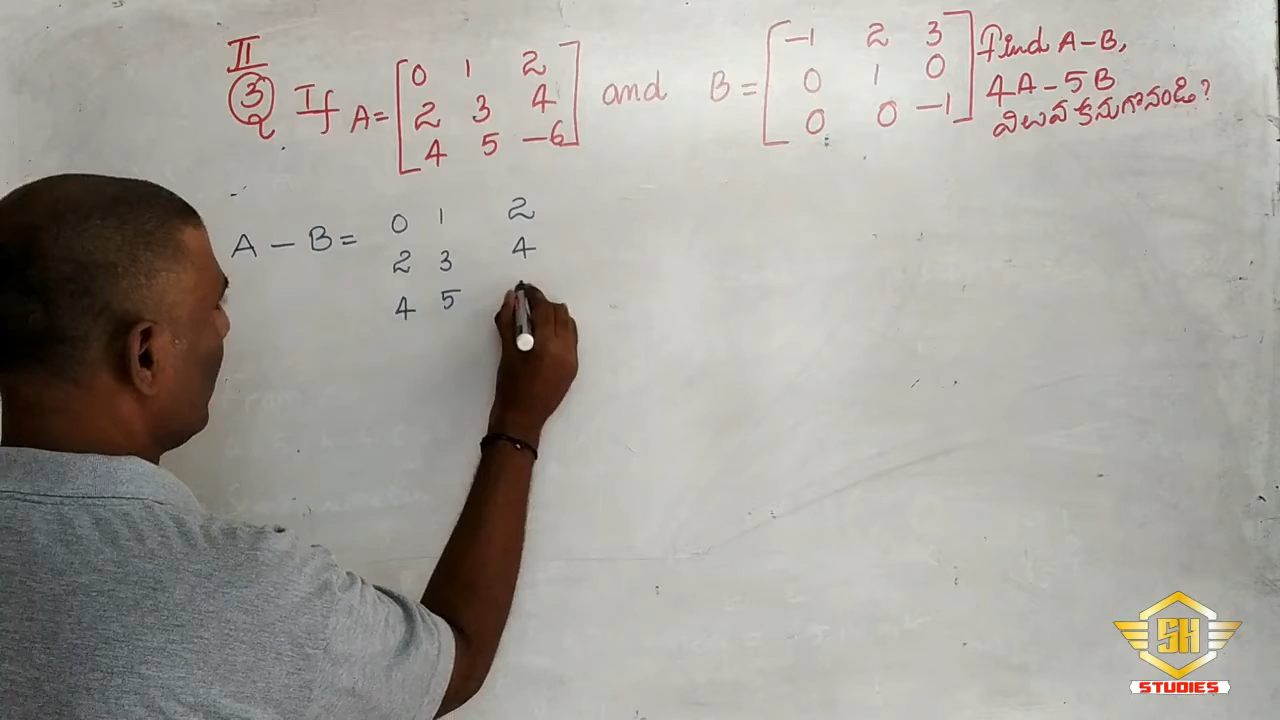 II
3 If A= [0 1 2
2 3 4
4 5 -6] and B= [-1 2 3
0 1 0
0 0 -1] find A-B,
4A-5B
విలువ కనుగొనండి?
A - B = 0 1 2
2 3 4
4 5
SH
STUDIES